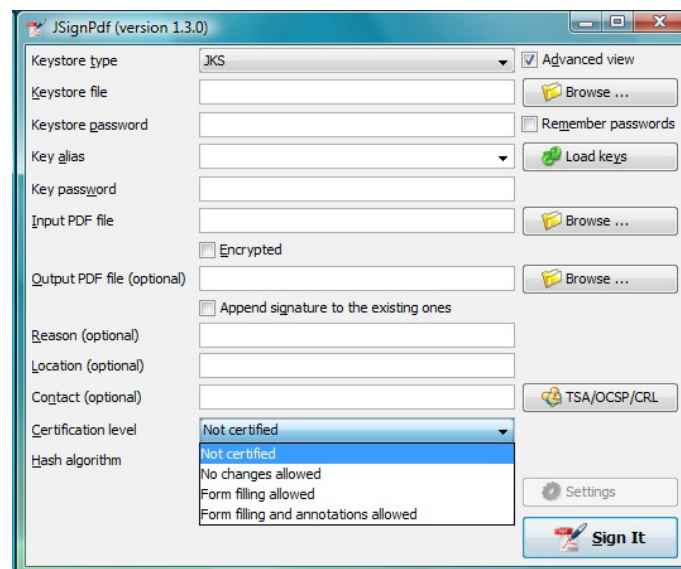 JSignPdf (version 1.3.0)
Keystore type JKS Advanced view
Keystore file Browse ...
Keystore password Remember passwords
Key alias Load keys
Key password
Input PDF file Browse ...
Encrypted
Output PDF file (optional) Browse ...
Append signature to the existing ones
Reason (optional)
Location (optional)
Contact (optional) TSA/OCSP/CRL
Certification level Not certified
Not certified
Hash algorithm
No changes allowed
Form filling allowed
Settings
Form filling and annotations allowed
Sign It